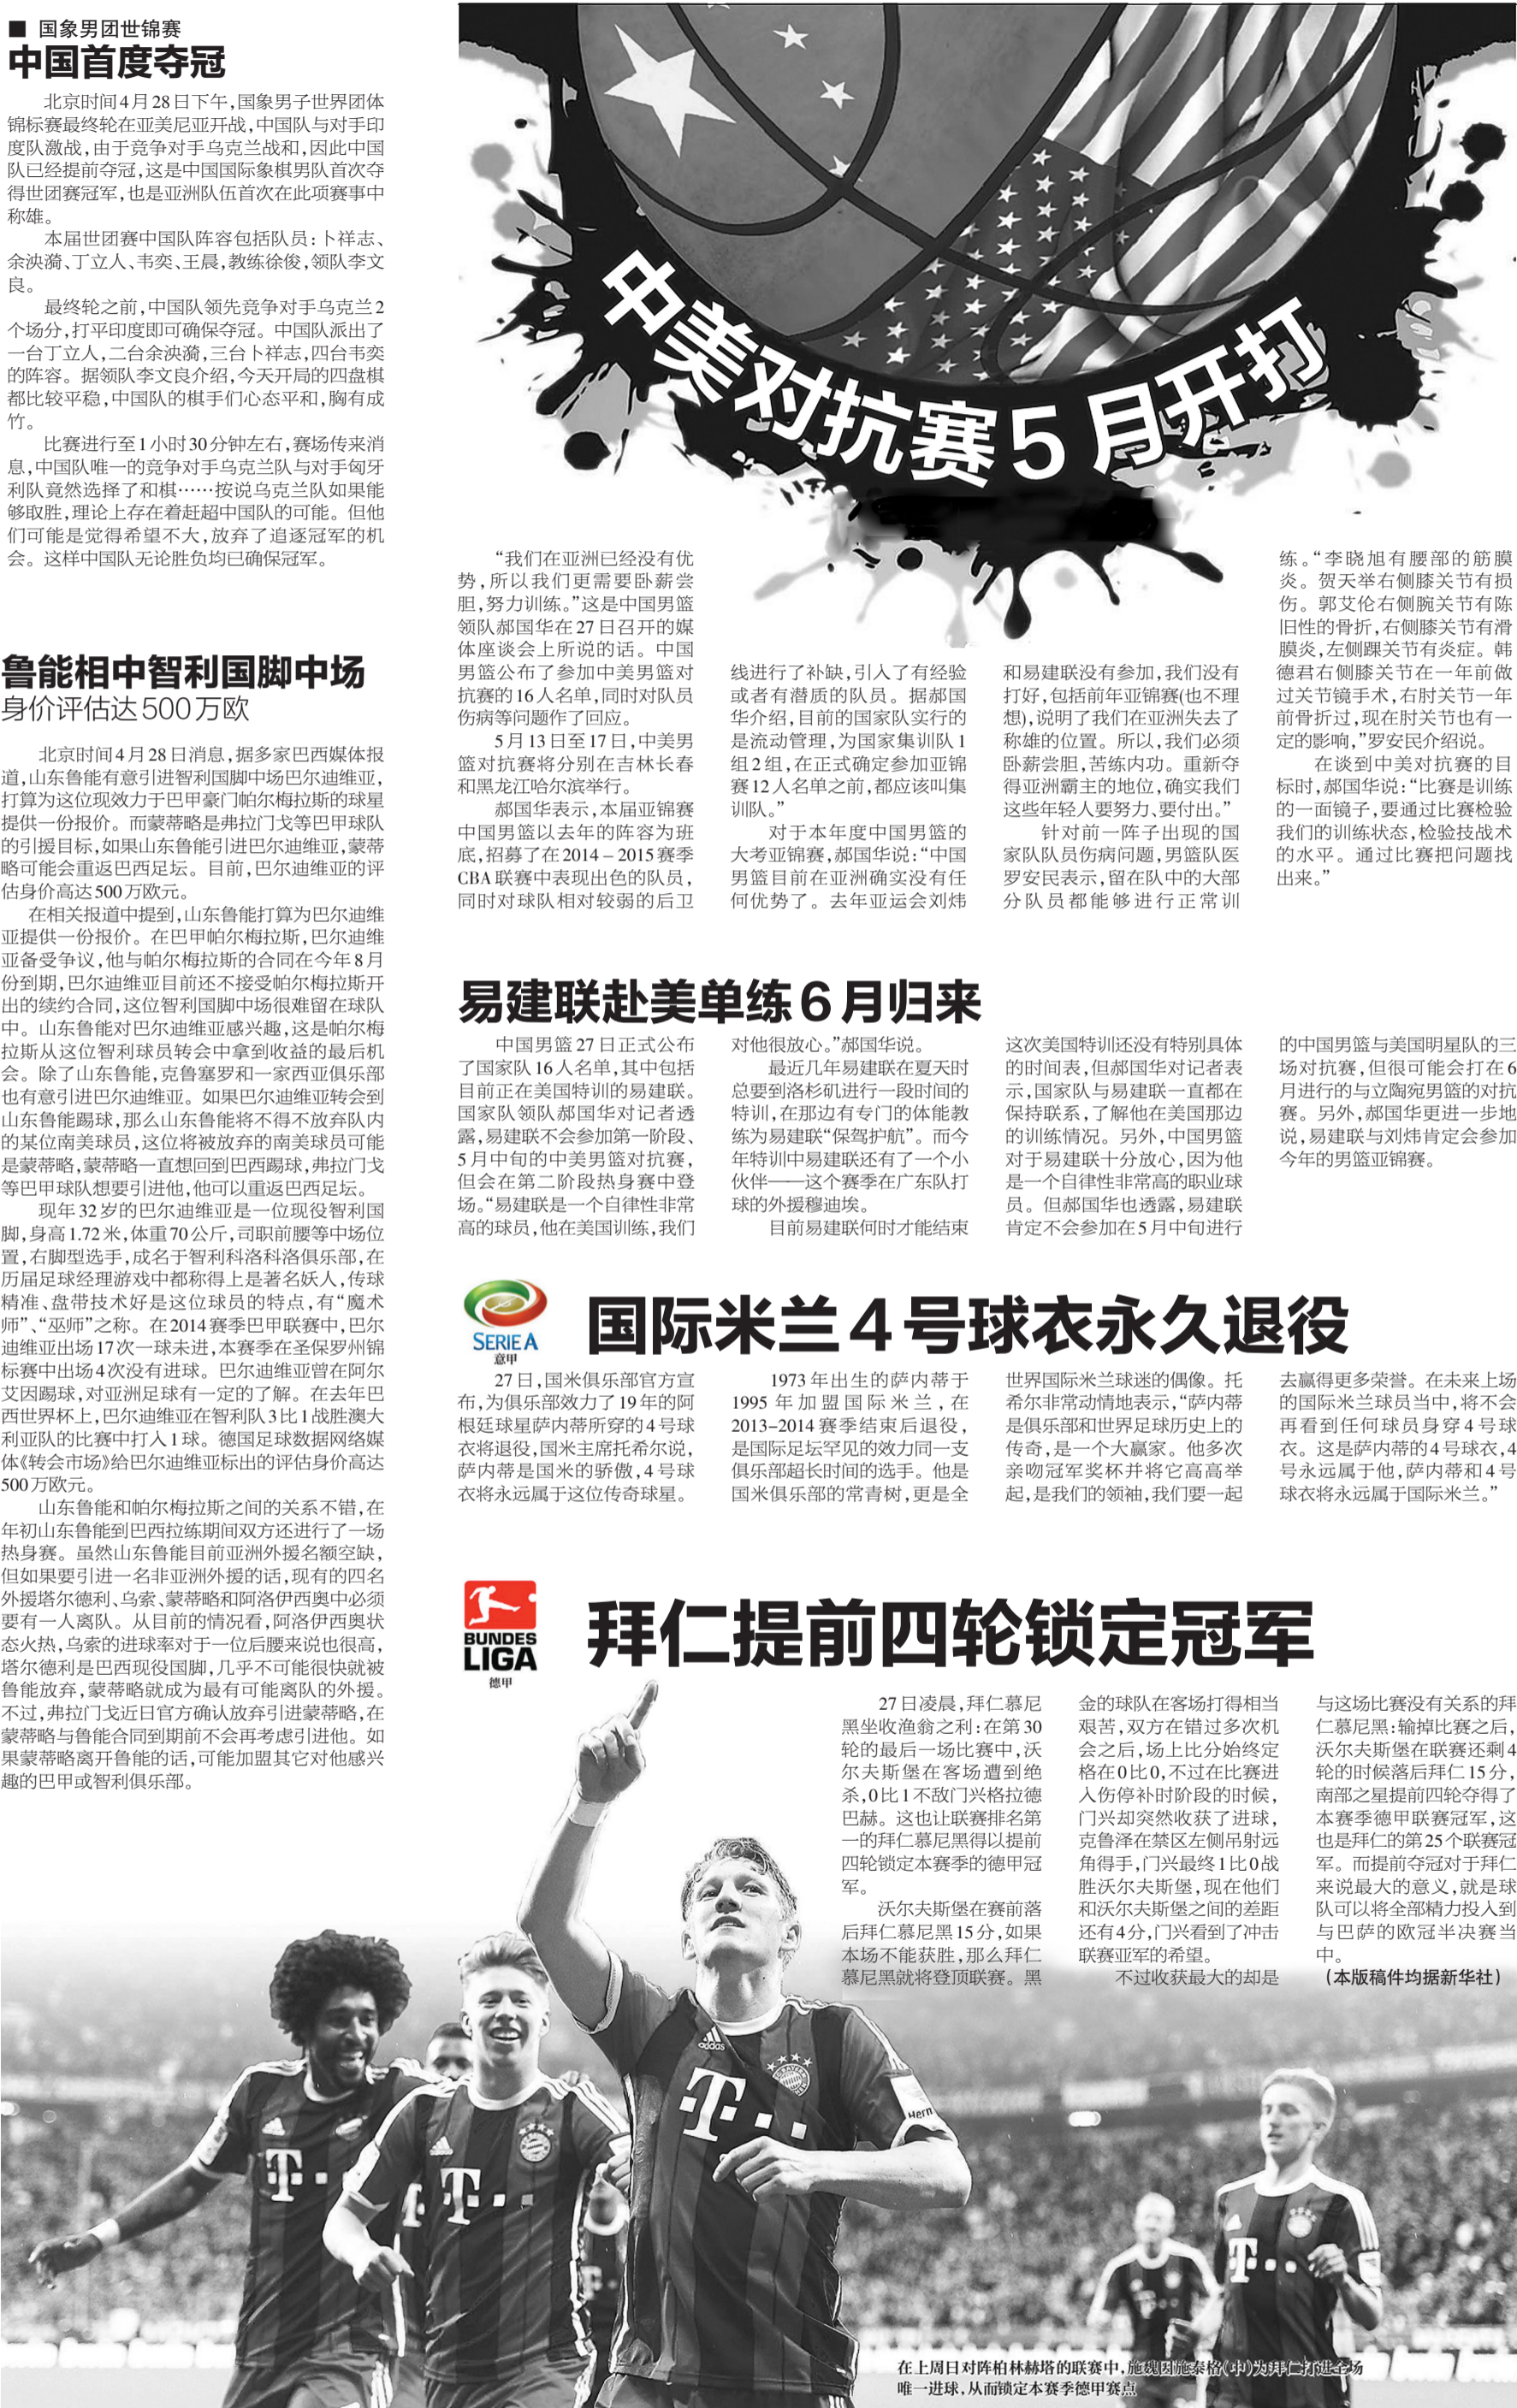 ■ 国象男团世锦赛
中国首度夺冠
北京时间4月28日下午,国象男子世界团体
锦标赛最终轮在亚美尼亚开战,中国队与对手印
度队激战,由于竞争对手乌克兰战和,因此中国
队已经提前夺冠,这是中国国际象棋男队首次夺
得世团赛冠军,也是亚洲队伍首次在此项赛事中
称雄。
本届世团赛中国队阵容包括队员:卜祥志、
余泱漪、丁立人、韦奕、王晨,教练徐俊,领队李文
良。
最终轮之前,中国队领先竞争对手乌克兰2
个场分,打平印度即可确保夺冠。中国队派出了
一台丁立人,二台余泱漪,三台卜祥志,四台韦奕
的阵容。据领队李文良介绍,今天开局的四盘棋
都比较平稳,中国队的棋手们心态平和,胸有成
竹。
比赛进行至1小时30分钟左右,赛场传来消
息,中国队唯一的竞争对手乌克兰队与对手匈牙
利队竟然选择了和棋……按说乌克兰队如果能
够取胜,理论上存在着赶超中国队的可能。但他
们可能是觉得希望不大,放弃了追逐冠军的机
会。这样中国队无论胜负均已确保冠军。
鲁能相中智利国脚中场
身价评估达500万欧
北京时间4月28日消息,据多家巴西媒体报
道,山东鲁能有意引进智利国脚中场巴尔迪维亚,
打算为这位现效力于巴甲豪门帕尔梅拉斯的球星
提供一份报价。而蒙蒂略是弗拉门戈等巴甲球队
的引援目标,如果山东鲁能引进巴尔迪维亚,蒙蒂
略可能会重返巴西足坛。目前,巴尔迪维亚的评
估身价高达500万欧元。
在相关报道中提到,山东鲁能打算为巴尔迪维
亚提供一份报价。在巴甲帕尔梅拉斯,巴尔迪维
亚备受争议,他与帕尔梅拉斯的合同在今年8月
份到期,巴尔迪维亚目前还不接受帕尔梅拉斯开
出的续约合同,这位智利国脚中场很难留在球队
中。山东鲁能对巴尔迪维亚感兴趣,这是帕尔梅
拉斯从这位智利球员转会中拿到收益的最后机
会。除了山东鲁能,克鲁塞罗和一家西亚俱乐部
也有意引进巴尔迪维亚。如果巴尔迪维亚转会到
山东鲁能踢球,那么山东鲁能将不得不放弃队内
的某位南美球员,这位将被放弃的南美球员可能
是蒙蒂略,蒙蒂略一直想回到巴西踢球,弗拉门戈
等巴甲球队想要引进他,他可以重返巴西足坛。
现年32岁的巴尔迪维亚是一位现役智利国
脚,身高1.72米,体重70公斤,司职前腰等中场位
置,右脚型选手,成名于智利科洛科洛俱乐部,在
历届足球经理游戏中都称得上是著名妖人,传球
精准、盘带技术好是这位球员的特点,有“魔术
师”、“巫师”之称。在2014赛季巴甲联赛中,巴尔
迪维亚出场17次一球未进,本赛季在圣保罗州锦
标赛中出场4次没有进球。巴尔迪维亚曾在阿尔
艾因踢球,对亚洲足球有一定的了解。在去年巴
西世界杯上,巴尔迪维亚在智利队3比1战胜澳大
利亚队的比赛中打入1球。德国足球数据网络媒
体《转会市场》给巴尔迪维亚标出的评估身价高达
500万欧元。
山东鲁能和帕尔梅拉斯之间的关系不错,在
年初山东鲁能到巴西拉练期间双方还进行了一场
热身赛。虽然山东鲁能目前亚洲外援名额空缺,
但如果要引进一名非亚洲外援的话,现有的四名
外援塔尔德利、乌索、蒙蒂略和阿洛伊西奥中必须
要有一人离队。从目前的情况看,阿洛伊西奥状
态火热,乌索的进球率对于一位后腰来说也很高,
塔尔德利是巴西现役国脚,几乎不可能很快就被
鲁能放弃,蒙蒂略就成为最有可能离队的外援。
不过,弗拉门戈近日官方确认放弃引进蒙蒂略,在
蒙蒂略与鲁能合同到期前不会再考虑引进他。如
果蒙蒂略离开鲁能的话,可能加盟其它对他感兴
趣的巴甲或智利俱乐部。
中美对抗赛5月开打
“我们在亚洲已经没有优
势,所以我们更需要卧薪尝
胆,努力训练。”这是中国男篮
领队郝国华在27日召开的媒
体座谈会上所说的话。中国
男篮公布了参加中美男篮对
抗赛的16人名单,同时对队员
伤病等问题作了回应。
5月13日至17日,中美男
篮对抗赛将分别在吉林长春
和黑龙江哈尔滨举行。
郝国华表示,本届亚锦赛
中国男篮以去年的阵容为班
底,招募了在2014-2015赛季
CBA联赛中表现出色的队员,
同时对球队相对较弱的后卫
线进行了补缺,引入了有经验
或者有潜质的队员。据郝国
华介绍,目前的国家队实行的
是流动管理,为国家集训队1
组2组,在正式确定参加亚锦
赛12人名单之前,都应该叫集
训队。”
对于本年度中国男篮的
大考亚锦赛,郝国华说:“中国
男篮目前在亚洲确实没有任
何优势了。去年亚运会刘炜
和易建联没有参加,我们没有
打好,包括前年亚锦赛(也不理
想),说明了我们在亚洲失去了
称雄的位置。所以,我们必须
卧薪尝胆,苦练内功。重新夺
得亚洲霸主的地位,确实我们
这些年轻人要努力、要付出。”
针对前一阵子出现的国
家队队员伤病问题,男篮队医
罗安民表示,留在队中的大部
分队员都能够进行正常训
练。“李晓旭有腰部的筋膜
炎。贺天举右侧膝关节有损
伤。郭艾伦右侧腕关节有陈
旧性的骨折,右侧膝关节有滑
膜炎,左侧踝关节有炎症。韩
德君右侧膝关节在一年前做
过关节镜手术,右肘关节一年
前骨折过,现在肘关节也有一
定的影响,”罗安民介绍说。
在谈到中美对抗赛的目
标时,郝国华说:“比赛是训练
的一面镜子,要通过比赛检验
我们的训练状态,检验技战术
的水平。通过比赛把问题找
出来。”
易建联赴美单练6月归来
中国男篮27日正式公布
了国家队16人名单,其中包括
目前正在美国特训的易建联。
国家队领队郝国华对记者透
露,易建联不会参加第一阶段、
5月中旬的中美男篮对抗赛,
但会在第二阶段热身赛中登
场。“易建联是一个自律性非常
高的球员,他在美国训练,我们
对他很放心。”郝国华说。
最近几年易建联在夏天时
总要到洛杉矶进行一段时间的
特训,在那边有专门的体能教
练为易建联“保驾护航”。而今
年特训中易建联还有了一个小
伙伴——这个赛季在广东队打
球的外援穆迪埃。
目前易建联何时才能结束
这次美国特训还没有特别具体
的时间表,但郝国华对记者表
示,国家队与易建联一直都在
保持联系,了解他在美国那边
的训练情况。另外,中国男篮
对于易建联十分放心,因为他
是一个自律性非常高的职业球
员。但郝国华也透露,易建联
肯定不会参加在5月中旬进行
的中国男篮与美国明星队的三
场对抗赛,但很可能会打在6
月进行的与立陶宛男篮的对抗
赛。另外,郝国华更进一步地
说,易建联与刘炜肯定会参加
今年的男篮亚锦赛。
SERIE A
意甲
国际米兰4号球衣永久退役
27日,国米俱乐部官方宣
布,为俱乐部效力了19年的阿
根廷球星萨内蒂所穿的4号球
衣将退役,国米主席托希尔说,
萨内蒂是国米的骄傲,4号球
衣将永远属于这位传奇球星。
1973年出生的萨内蒂于
1995年加盟国际米兰,在
2013-2014赛季结束后退役,
是国际足坛罕见的效力同一支
俱乐部超长时间的选手。他是
国米俱乐部的常青树,更是全
世界国际米兰球迷的偶像。托
希尔非常动情地表示,“萨内蒂
是俱乐部和世界足球历史上的
传奇,是一个大赢家。他多次
亲吻冠军奖杯并将它高高举
起,是我们的领袖,我们要一起
去赢得更多荣誉。在未来上场
的国际米兰球员当中,将不会
再看到任何球员身穿4号球
衣。这是萨内蒂的4号球衣,4
号永远属于他,萨内蒂和4号
球衣将永远属于国际米兰。”
BUNDES
LIGA
德甲
拜仁提前四轮锁定冠军
27日凌晨,拜仁慕尼
黑坐收渔翁之利:在第30
轮的最后一场比赛中,沃
尔夫斯堡在客场遭到绝
杀,0比1不敌门兴格拉德
巴赫。这也让联赛排名第
一的拜仁慕尼黑得以提前
四轮锁定本赛季的德甲冠
军。
沃尔夫斯堡在赛前落
后拜仁慕尼黑15分,如果
本场不能获胜,那么拜仁
慕尼黑就将登顶联赛。黑
金的球队在客场打得相当
艰苦,双方在错过多次机
会之后,场上比分始终定
格在0比0,不过在比赛进
入伤停补时阶段的时候,
门兴却突然收获了进球,
克鲁泽在禁区左侧吊射远
角得手,门兴最终1比0战
胜沃尔夫斯堡,现在他们
和沃尔夫斯堡之间的差距
还有4分,门兴看到了冲击
联赛亚军的希望。
不过收获最大的却是
与这场比赛没有关系的拜
仁慕尼黑:输掉比赛之后,
沃尔夫斯堡在联赛还剩4
轮的时候落后拜仁15分,
南部之星提前四轮夺得了
本赛季德甲联赛冠军,这
也是拜仁的第25个联赛冠
军。而提前夺冠对于拜仁
来说最大的意义,就是球
队可以将全部精力投入到
与巴萨的欧冠半决赛当
中。
(本版稿件均据新华社)
adidas
T
Hern
在上周日对阵柏林赫塔的联赛中,施魏因施泰格(中)为拜仁打进全场
唯一进球,从而锁定本赛季德甲赛点